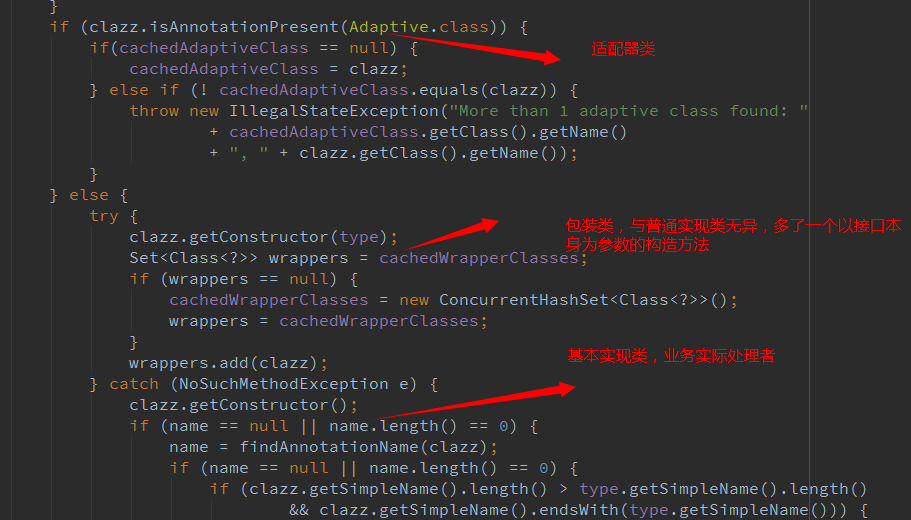 }
if (clazz.isAnnotationPresent(Adaptive.class)) {
适配器类
if(cachedAdaptiveClass == null) {
cachedAdaptiveClass = clazz;
} else if (! cachedAdaptiveClass.equals(clazz)) {
throw new IllegalStateException("More than 1 adaptive class found: "
+ cachedAdaptiveClass.getClass().getName()
+ ", " + clazz.getClass().getName());
}
} else {
try {
包装类，与普通实现类无异，多了一个以接口本
身为参数的构造方法
clazz.getConstructor(type);
Set<Class<?>> wrappers = cachedWrapperClasses;
if (wrappers == null) {
cachedWrapperClasses = new ConcurrentHashSet<Class<?>>();
wrappers = cachedWrapperClasses;
}
wrappers.add(clazz);
基本实现类，业务实际处理者
} catch (NoSuchMethodException e) {
clazz.getConstructor();
if (name == null || name.length() == 0) {
name = findAnnotationName(clazz);
if (name == null || name.length() == 0) {
if (clazz.getSimpleName().length() > type.getSimpleName().length()
&& clazz.getSimpleName().endsWith(type.getSimpleName())) {